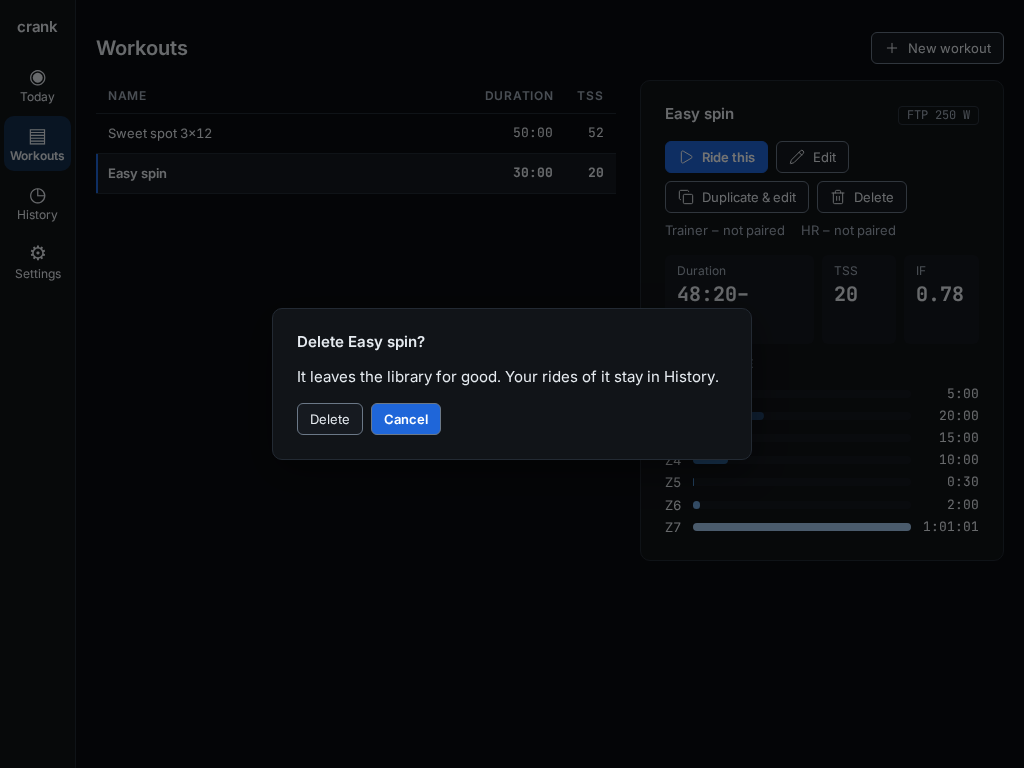 crank
Today
Workouts
History
Settings
Workouts
New workout
NAME DURATION TSS
Sweet spot 3×12 50:00 52
Easy spin 30:00 20
Easy spin FTP 250 W
Ride this Edit
Duplicate & edit Delete
Trainer – not paired HR – not paired
Duration TSS IF
48:20– 20 0.78
Delete Easy spin?
It leaves the library for good. Your rides of it stay in History.
Delete Cancel
5:00
20:00
15:00
Z4 10:00
Z5 0:30
Z6 2:00
Z7 1:01:01